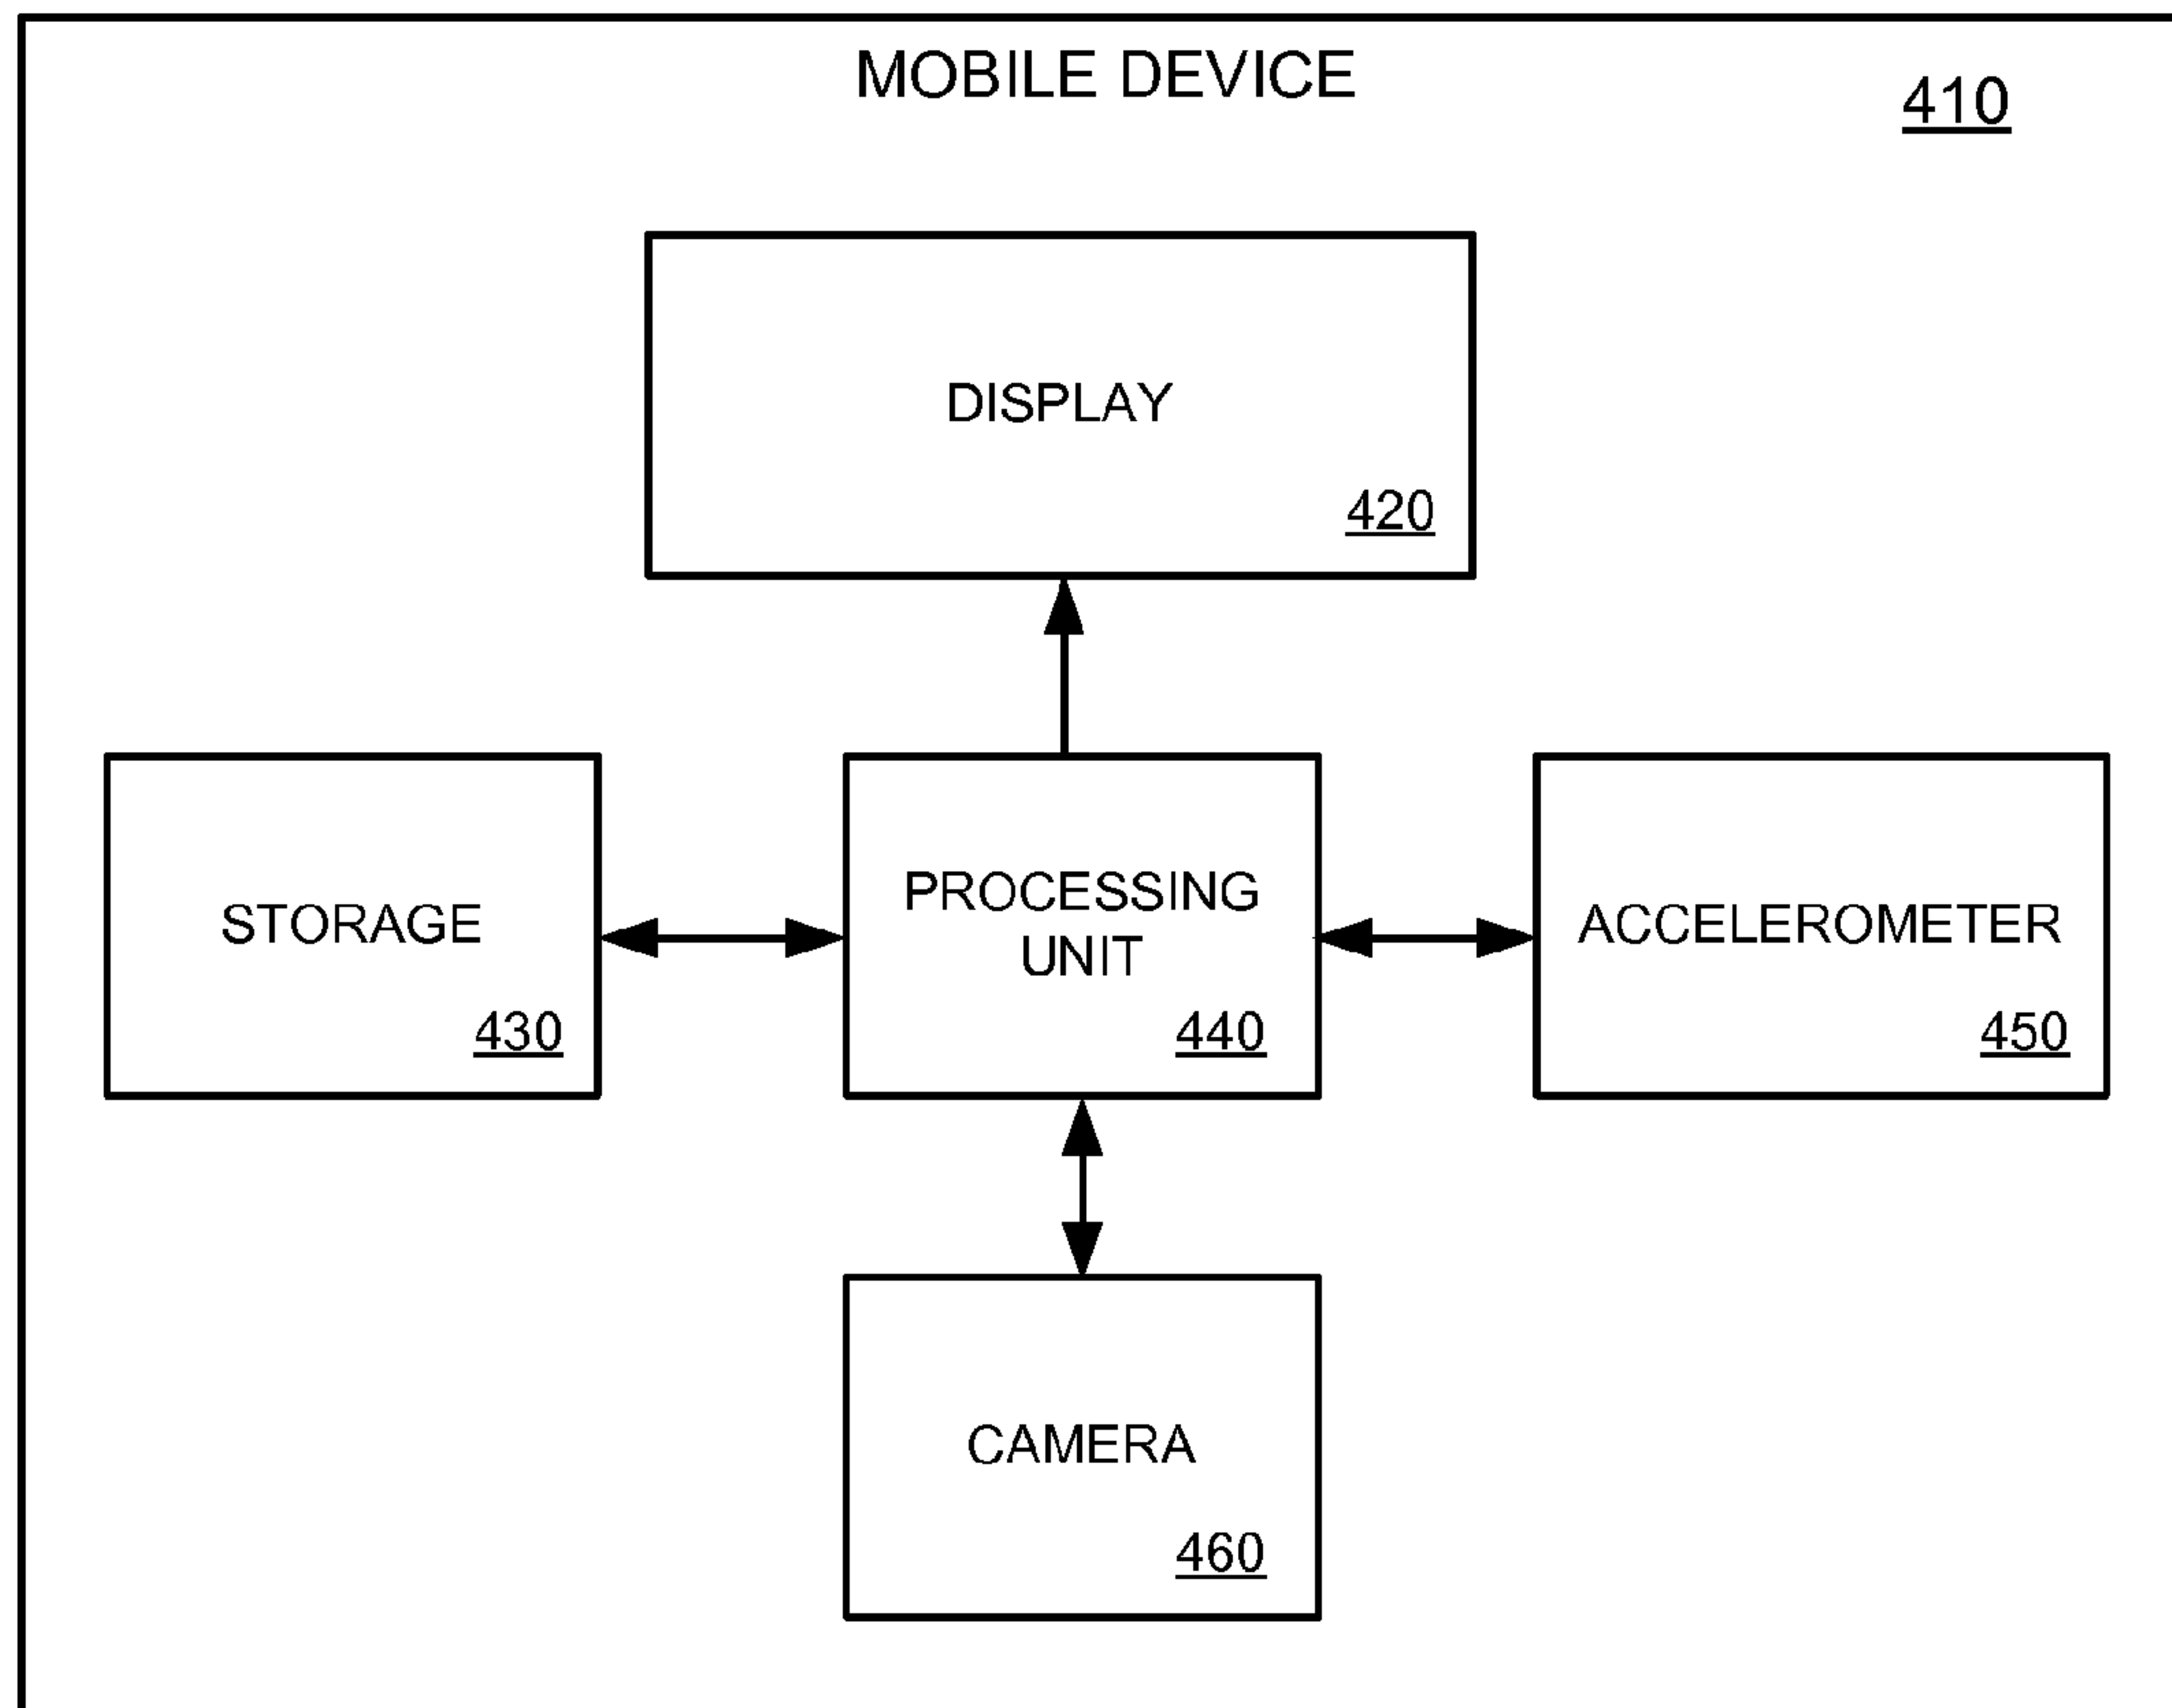 MOBILE DEVICE
410
DISPLAY
420
STORAGE
430
PROCESSING
UNIT
440
ACCELEROMETER
450
CAMERA
460